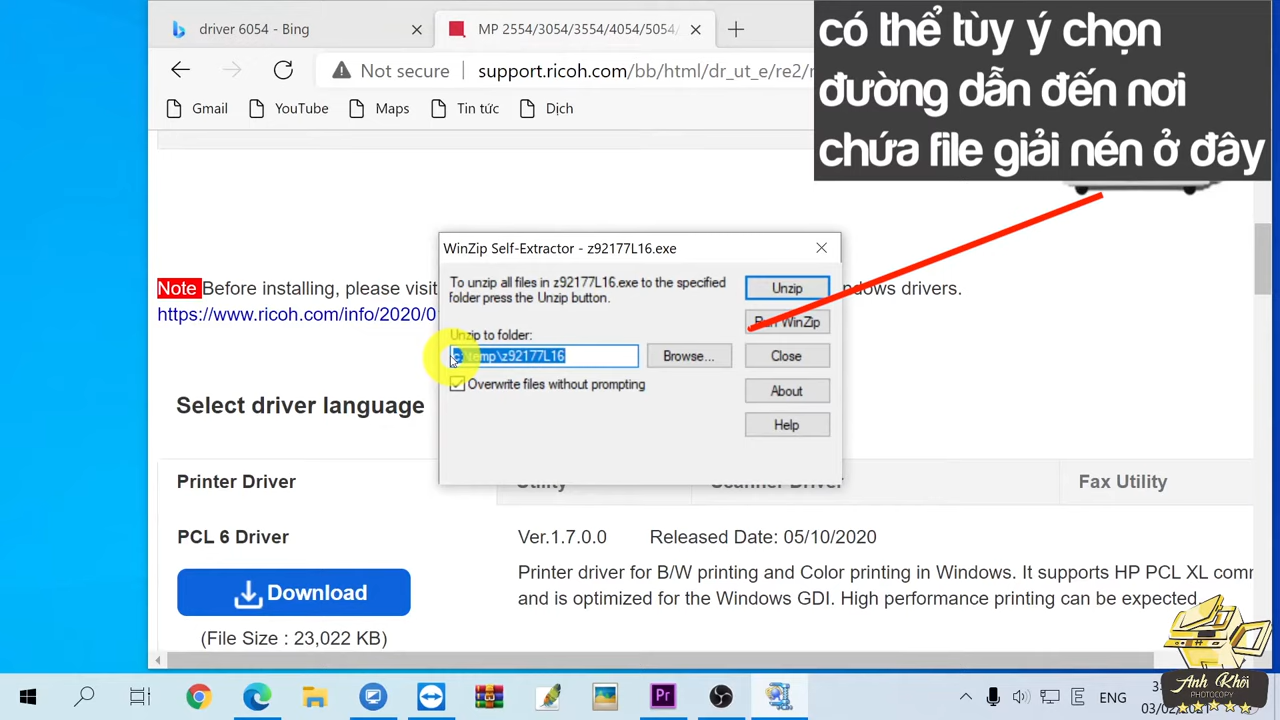 driver 6054 - Bing
MP 2554/3054/3554/4054/5054/
có thể tùy ý chọn
đường dẫn đến nơi
chứa file giải nén ở đây
Not secure
support.ricoh.com/bb/html/dr_ut_e/re2/
Gmail
YouTube
Maps
Tin tức
Dịch
WinZip Self-Extractor - z92177L16.exe
To unzip all files in z92177L16.exe to the specified
folder press the Unzip button.
Unzip
Run WinZip
Unzip to folder:
c:\temp\z92177L16
Browse...
Close
Overwrite files without prompting
About
Help
Note Before installing, please visit
ndows drivers.
https://www.ricoh.com/info/2020/0
Select driver language
Printer Driver
Utility
Scanner Driver
Fax Utility
PCL 6 Driver
Ver.1.7.0.0
Released Date: 05/10/2020
Download
Printer driver for B/W printing and Color printing in Windows. It supports HP PCL XL comm
and is optimized for the Windows GDI. High performance printing can be expected.
(File Size : 23,022 KB)
Pr
ENG
Anh Khôi
PHOTOCOPY